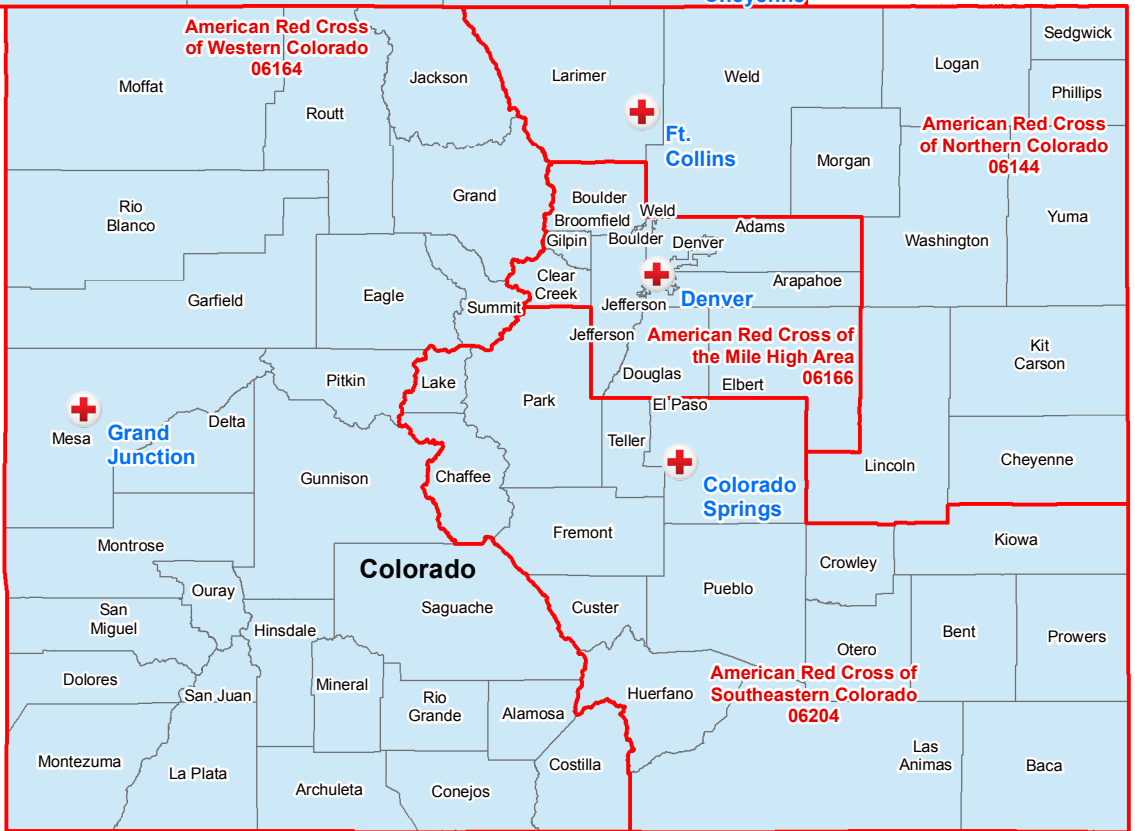 Cheyenne
American Red Cross
of Western Colorado
06164
Sedgwick
Moffat
Jackson
Larimer
Weld
Logan
Phillips
Routt
American Red Cross
of Northern Colorado
06144
Ft.
Collins
Morgan
Grand
Boulder
Rio
Blanco
Weld
Yuma
Broomfield
Adams
Gilpin
Boulder
Denver
Washington
Clear
Creek
Arapahoe
Garfield
Eagle
Summit
Jefferson
Denver
Jefferson
American Red Cross of
the Mile High Area
06166
Kit
Carson
Pitkin
Lake
Douglas
Elbert
Park
El Paso
Mesa
Grand
Junction
Delta
Teller
Gunnison
Chaffee
Colorado
Springs
Lincoln
Cheyenne
Fremont
Montrose
Kiowa
Colorado
Crowley
Ouray
Pueblo
San
Miguel
Saguache
Custer
Hinsdale
Bent
Prowers
Otero
Dolores
San Juan
Mineral
Rio
Grande
Alamosa
Huerfano
American Red Cross of
Southeastern Colorado
06204
Montezuma
La Plata
Costilla
Las
Animas
Baca
Archuleta
Conejos